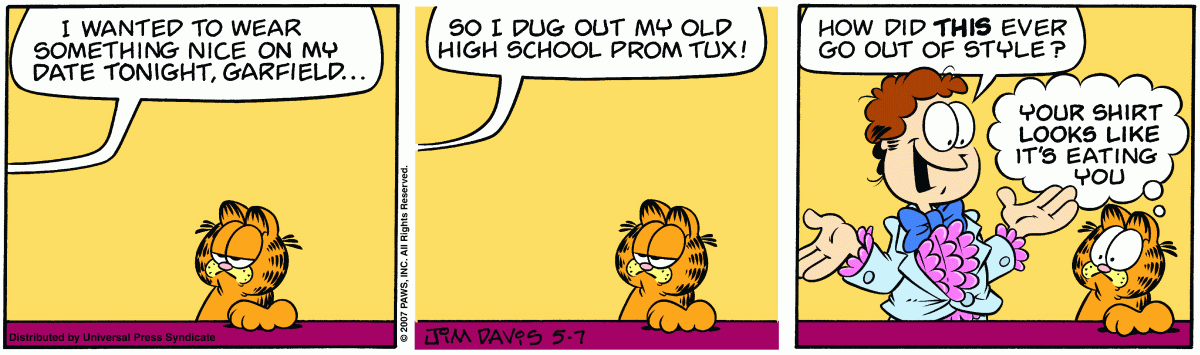 I WANTED TO WEAR
SOMETHING NICE ON MY
DATE TONIGHT, GARFIELD...
Distributed by Universal Press Syndicate
© 2007 PAWS, INC. All Rights Reserved.
SO I DUG OUT MY OLD
HIGH SCHOOL PROM TUX!
JIM DAVIS 5-7
HOW DID THIS EVER
GO OUT OF STYLE?
YOUR SHIRT
LOOKS LIKE
IT'S EATING
YOU